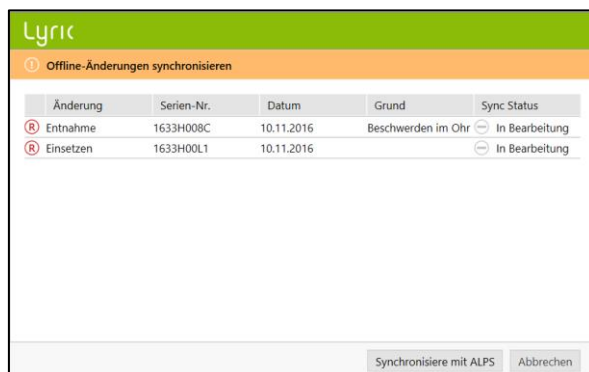 Lyric
Offline-Änderungen synchronisieren
Änderung Serien-Nr. Datum Grund Sync Status
R Entnahme 1633H008C 10.11.2016 Beschwerden im Ohr In Bearbeitung
R Einsetzen 1633H00L1 10.11.2016 In Bearbeitung
Synchronisiere mit ALPS Abbrechen